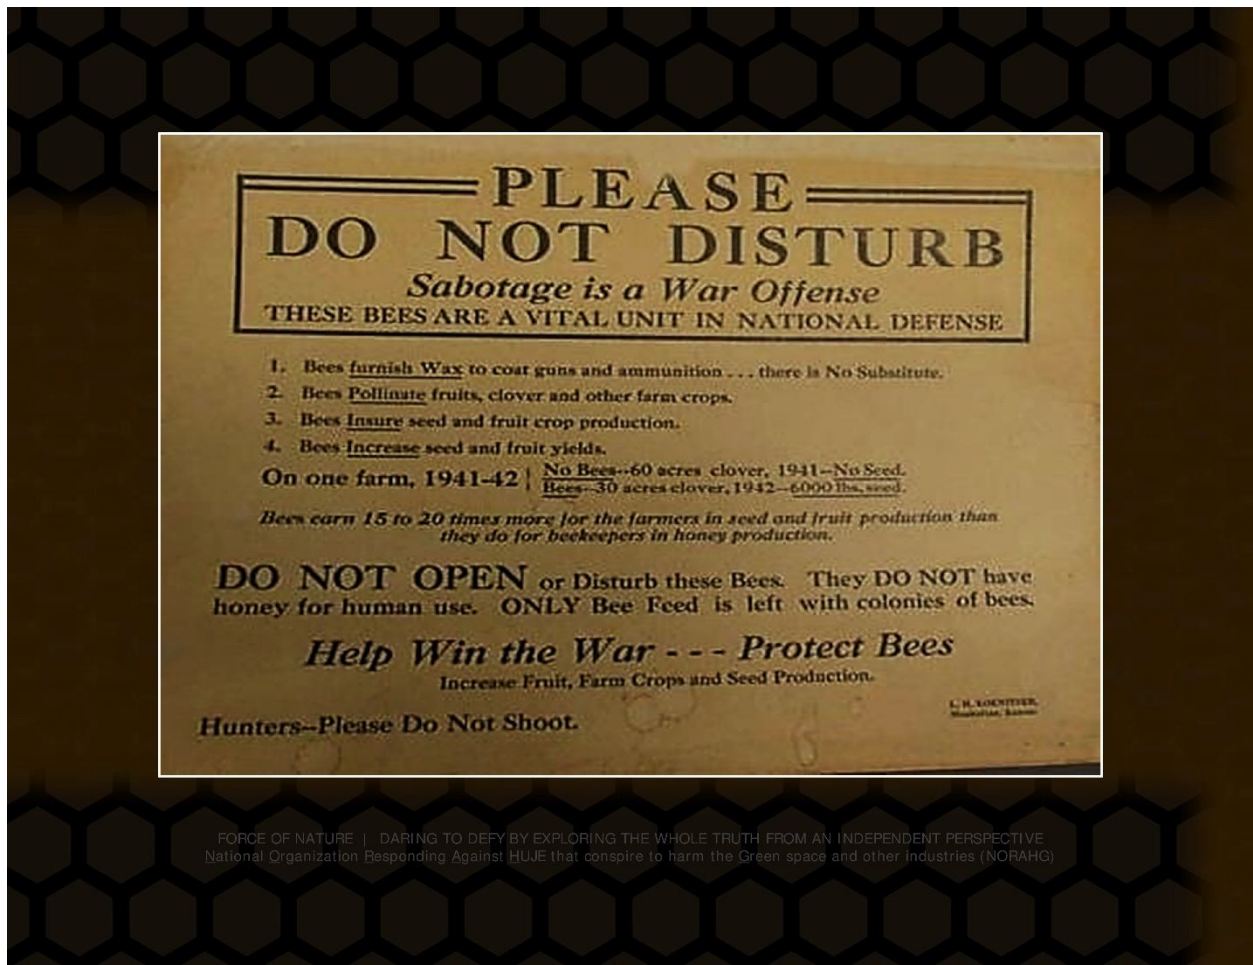 PLEASE
DO NOT DISTURB
Sabotage is a War Offense
THESE BEES ARE A VITAL UNIT IN NATIONAL DEFENSE
1. Bees furnish Wax to coat guns and ammunition . . . there is No Substitute.
2. Bees Pollinate fruits, clover and other farm crops.
3. Bees Insure seed and fruit crop production.
4. Bees Increase seed and fruit yields.
On one farm, 1941-42
No Bees--60 acres clover, 1941--No Seed.
Bees--30 acres clover, 1942--6000 lbs. seed.
Bees earn 15 to 20 times more for the farmers in seed and fruit production than
they do for beekeepers in honey production.
DO NOT OPEN or Disturb these Bees. They DO NOT have
honey for human use. ONLY Bee Feed is left with colonies of bees.
Help Win the War - - - Protect Bees
Increase Fruit, Farm Crops and Seed Production.
Hunters--Please Do Not Shoot.
Manhattan, Kansas
FORCE OF NATURE | DARING TO DEFY BY EXPLORING THE WHOLE TRUTH FROM AN INDEPENDENT PERSPECTIVE
National Organization Responding Against HUJE that conspire to harm the Green space and other industries (NORAHG)